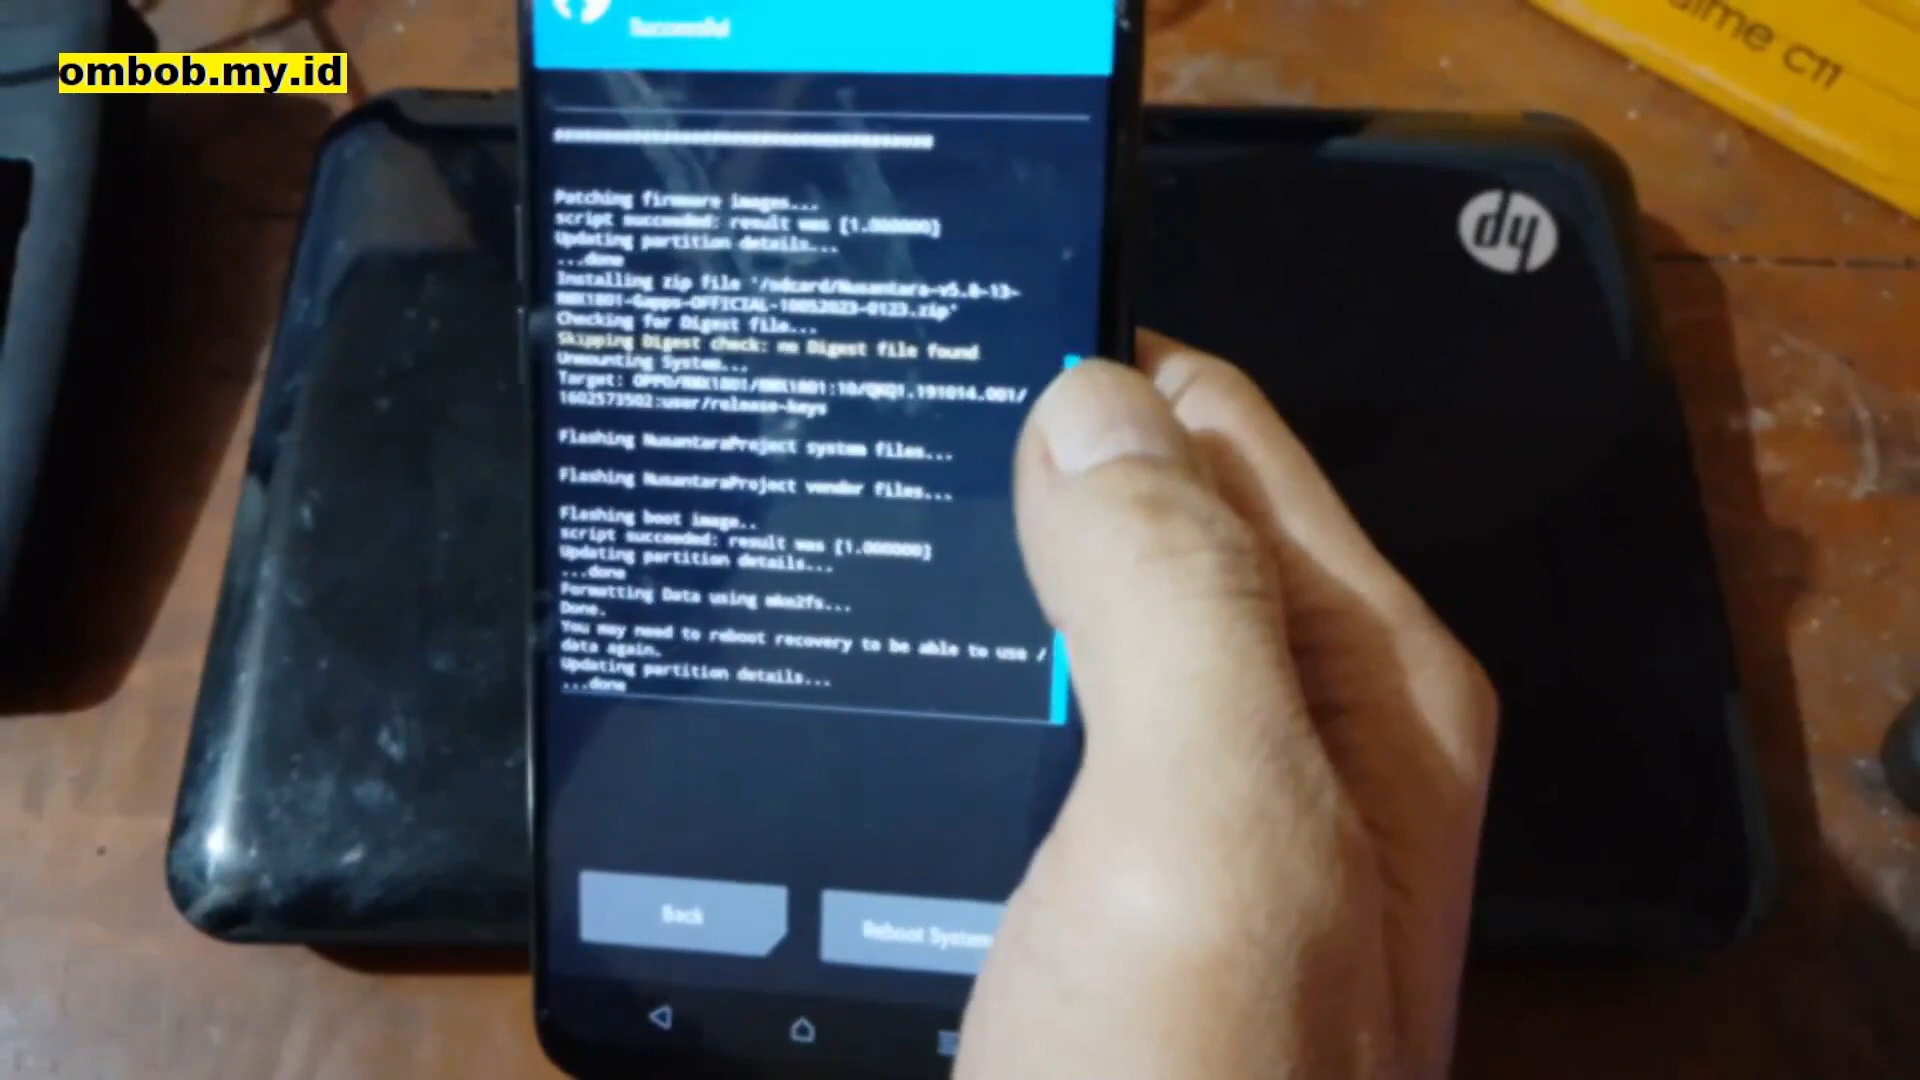 ombob.my.id
realme C11
hp
Successful
Patching firmware images...
script succeeded: result was [1.000000]
Updating partition details...
...done
Installing zip file '/sdcard/Nusantara-v5.8-13-
RMX1801-Gapps-OFFICIAL-10052023-0123.zip'
Checking for Digest file...
Skipping Digest check: no Digest file found
Unmounting System...
Target: OPPO/RMX1801/RMX1801:10/QKQ1.191014.001/
1602573502:user/release-keys
Flashing NusantaraProject system files...
Flashing NusantaraProject vendor files...
Flashing boot image..
script succeeded: result was [1.000000]
Updating partition details...
...done
Formatting Data using mke2fs...
Done.
You may need to reboot recovery to be able to use /
data again.
Updating partition details...
...done
Back
Reboot System